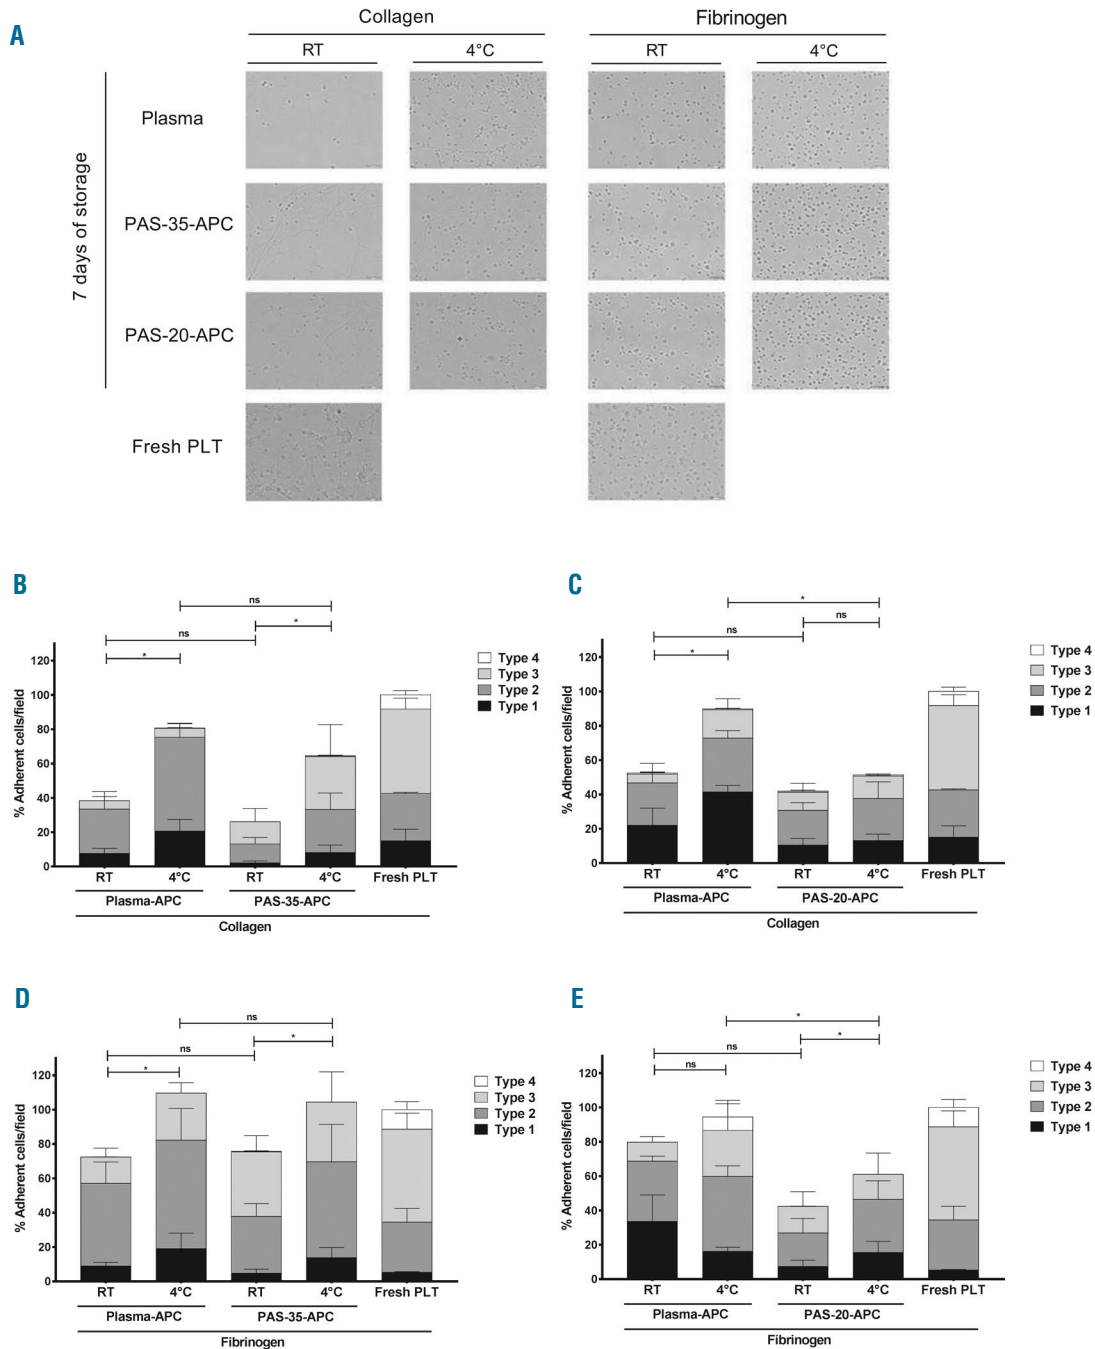 A
Collagen
Fibrinogen
RT
4°C
RT
4°C
7 days of storage
Plasma
PAS-35-APC
PAS-20-APC
Fresh PLT
B
ns
ns
*
*
% Adherent cells/field
120
100
80
60
40
20
0
Type 4
Type 3
Type 2
Type 1
RT
4°C
RT
4°C
Fresh PLT
Plasma-APC
PAS-35-APC
Collagen
C
*
ns
ns
*
% Adherent cells/field
120
100
80
60
40
20
0
Type 4
Type 3
Type 2
Type 1
RT
4°C
RT
4°C
Fresh PLT
Plasma-APC
PAS-20-APC
Collagen
D
ns
*
ns
*
% Adherent cells/field
120
100
80
60
40
20
0
Type 4
Type 3
Type 2
Type 1
RT
4°C
RT
4°C
Fresh PLT
Plasma-APC
PAS-35-APC
Fibrinogen
E
*
*
ns
ns
% Adherent cells/field
120
100
80
60
40
20
0
Type 4
Type 3
Type 2
Type 1
RT
4°C
RT
4°C
Fresh PLT
Plasma-APC
PAS-20-APC
Fibrinogen